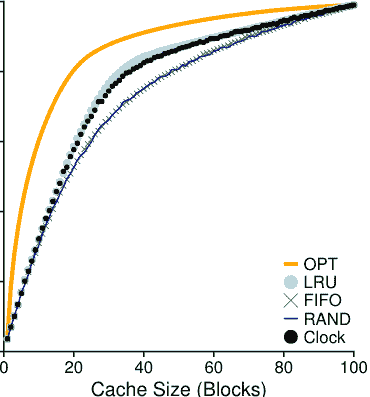 OPT
LRU
FIFO
RAND
Clock
0 20 40 60 80 100
Cache Size (Blocks)